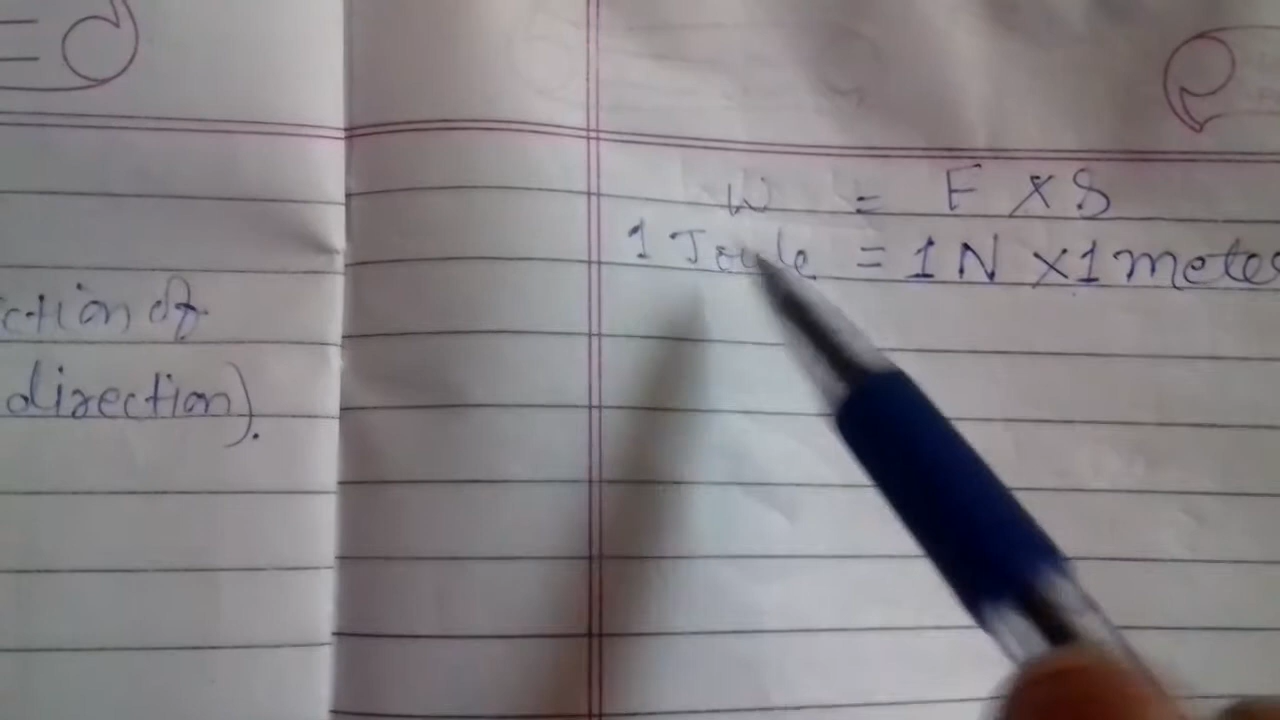 ction of
direction).
W = F × S
1 Joule = 1 N × 1 meter